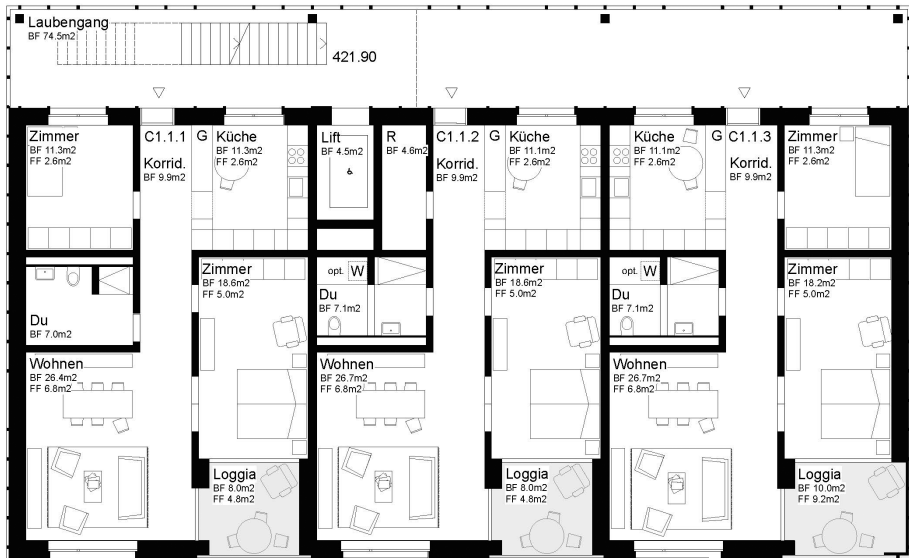 Laubengang
BF 74.5m2
421.90
Zimmer
BF 11.3m2
FF 2.6m2
C1.1.1
Korrid.
BF 9.9m2
G
Küche
BF 11.3m2
FF 2.6m2
Lift
BF 4.5m2
R
BF 4.6m2
C1.1.2
Korrid.
BF 9.9m2
G
Küche
BF 11.1m2
FF 2.6m2
Küche
BF 11.1m2
FF 2.6m2
G
C1.1.3
Korrid.
BF 9.9m2
Zimmer
BF 11.3m2
FF 2.6m2
Du
BF 7.0m2
Zimmer
BF 18.6m2
FF 5.0m2
opt. W
Du
BF 7.1m2
Zimmer
BF 18.6m2
FF 5.0m2
opt. W
Du
BF 7.1m2
Zimmer
BF 18.2m2
FF 5.0m2
Wohnen
BF 26.4m2
FF 6.8m2
Wohnen
BF 26.7m2
FF 6.8m2
Wohnen
BF 26.7m2
FF 6.8m2
Loggia
BF 8.0m2
FF 4.8m2
Loggia
BF 8.0m2
FF 4.8m2
Loggia
BF 10.0m2
FF 9.2m2